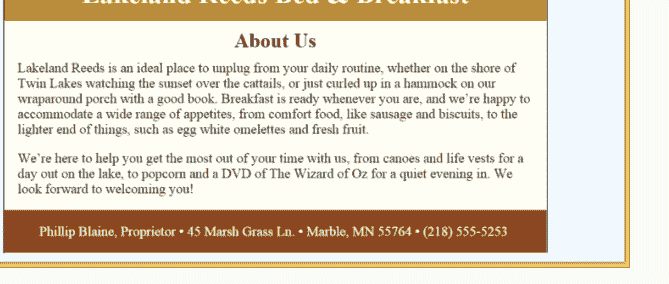 Lakeland Reeds Bed & Breakfast
About Us
Lakeland Reeds is an ideal place to unplug from your daily routine, whether on the shore of
Twin Lakes watching the sunset over the cattails, or just curled up in a hammock on our
wraparound porch with a good book. Breakfast is ready whenever you are, and we're happy to
accommodate a wide range of appetites, from comfort food, like sausage and biscuits, to the
lighter end of things, such as egg white omelettes and fresh fruit.
We're here to help you get the most out of your time with us, from canoes and life vests for a
day out on the lake, to popcorn and a DVD of The Wizard of Oz for a quiet evening in. We
look forward to welcoming you!
Phillip Blaine, Proprietor • 45 Marsh Grass Ln. • Marble, MN 55764 • (218) 555-5253